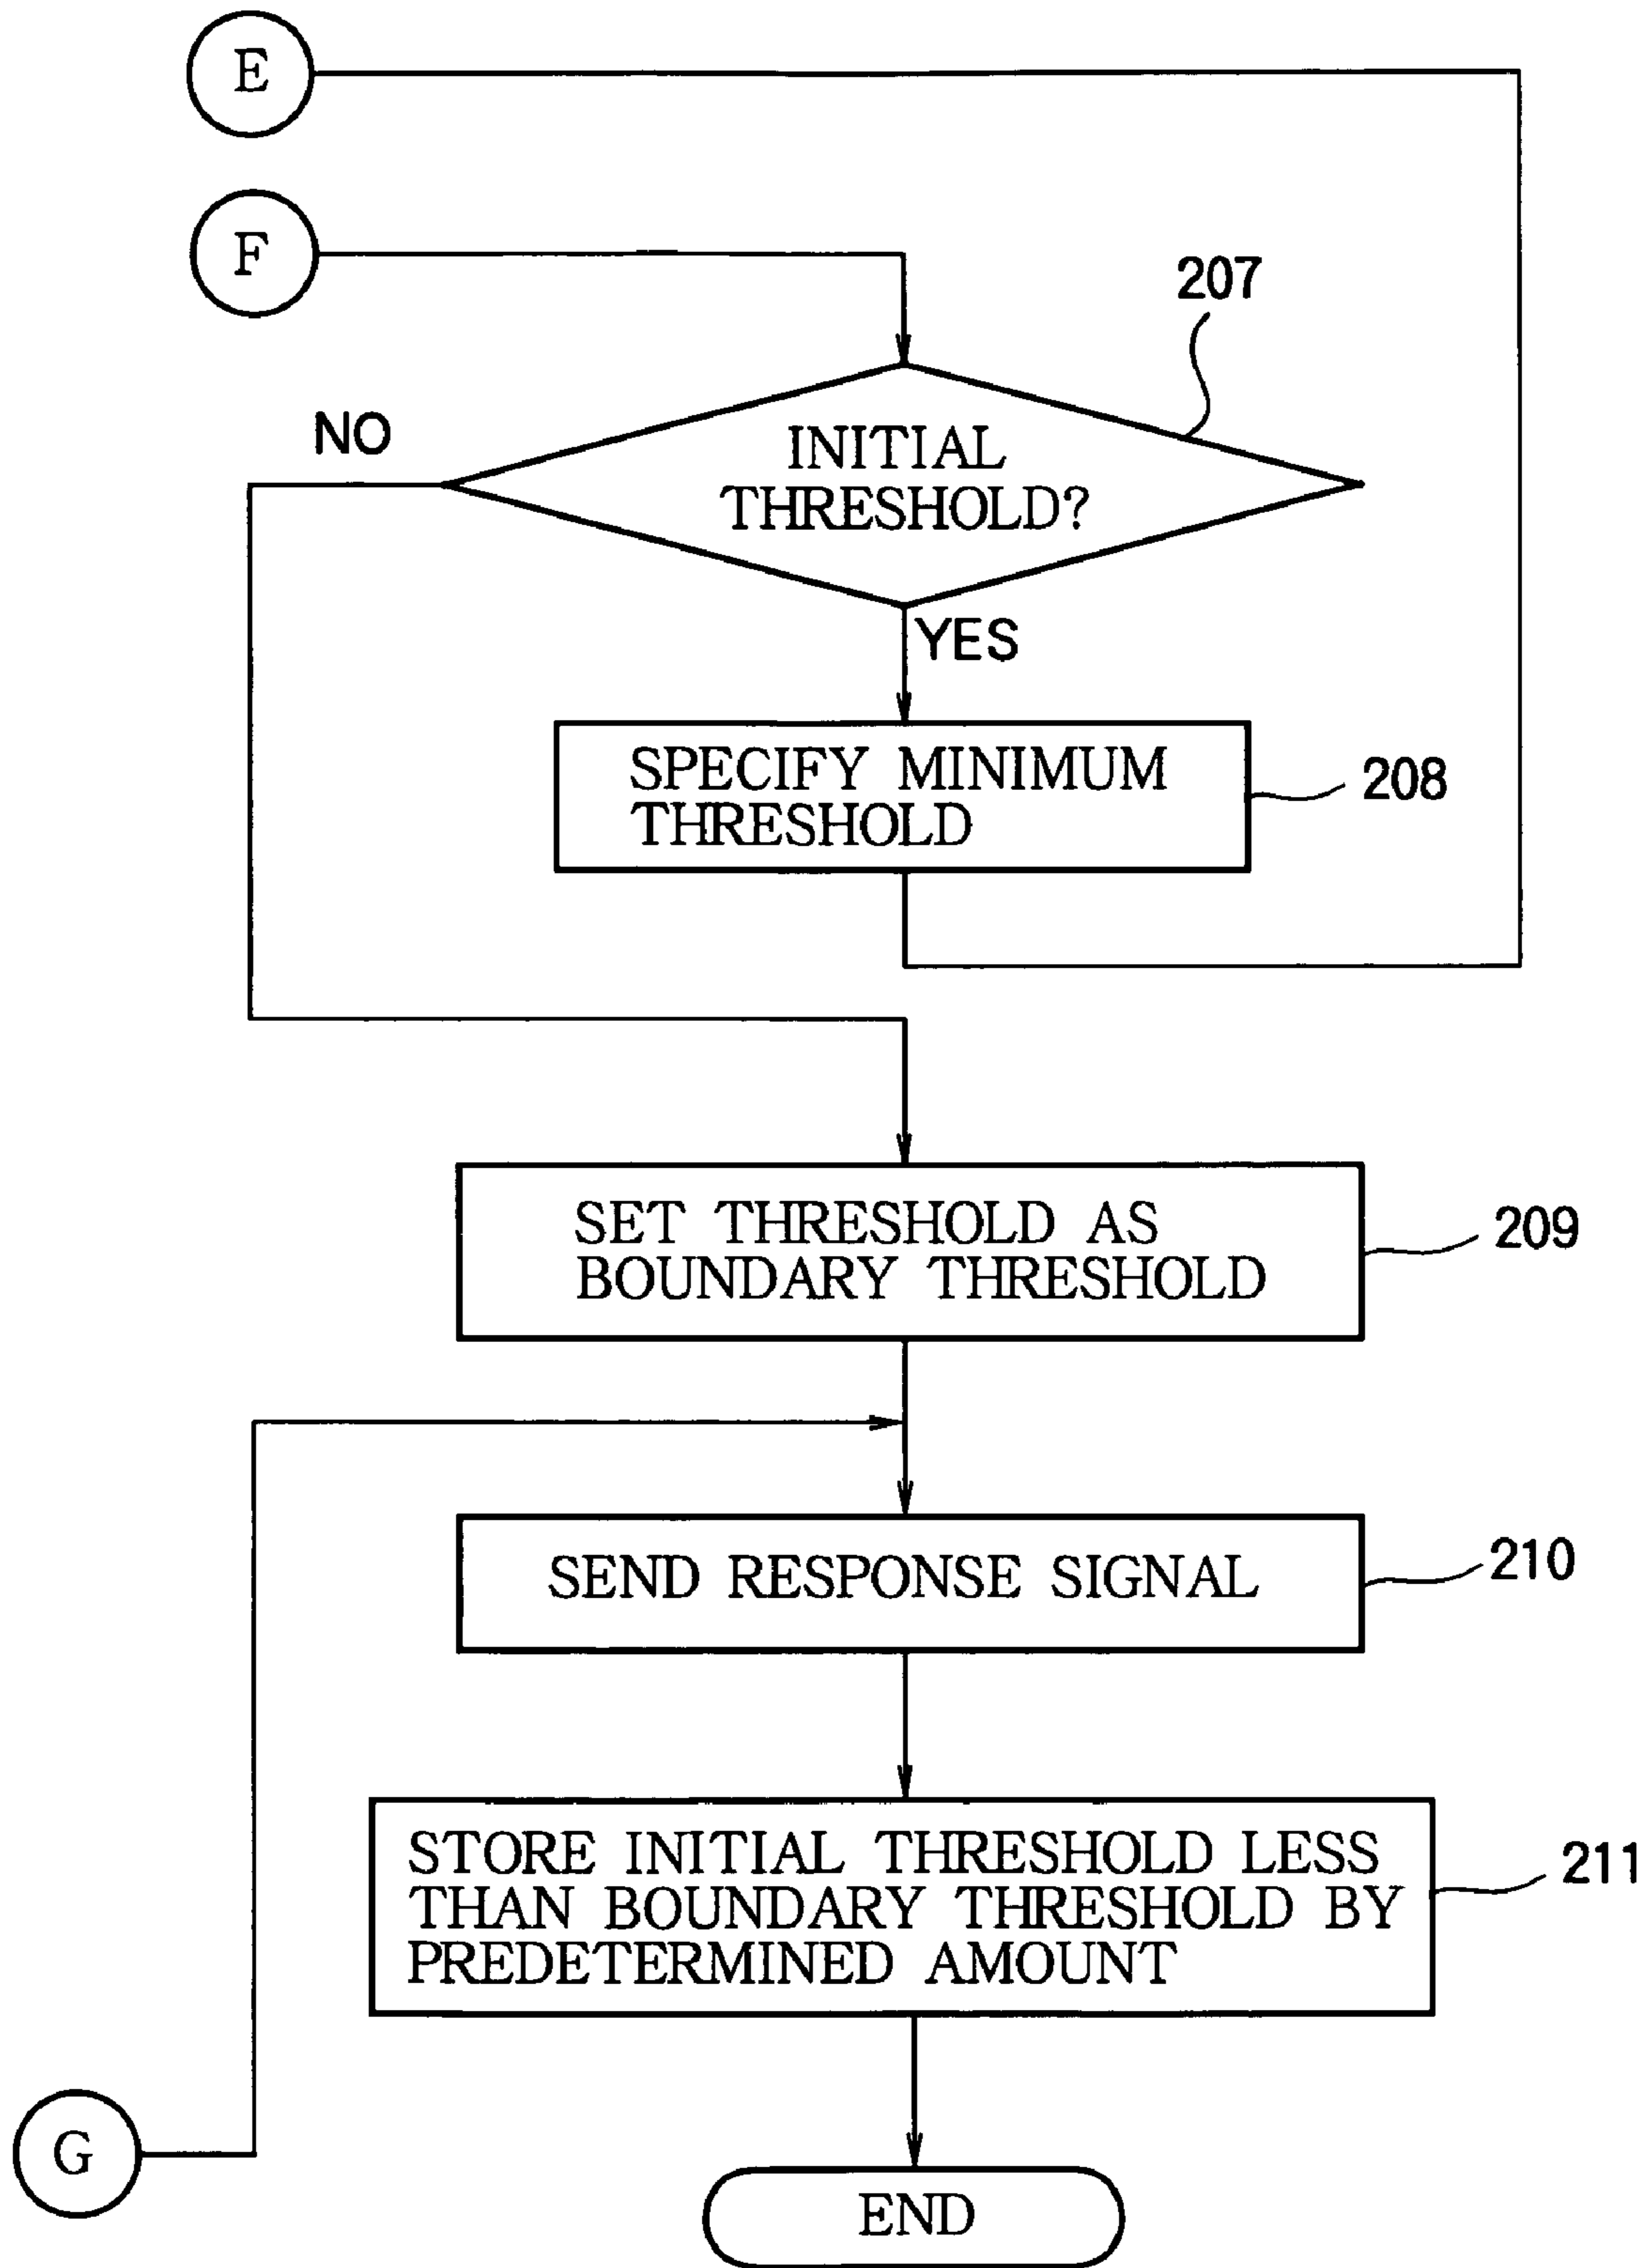 E
F
207
NO
INITIAL
THRESHOLD?
YES
SPECIFY MINIMUM
THRESHOLD
208
SET THRESHOLD AS
BOUNDARY THRESHOLD
209
SEND RESPONSE SIGNAL
210
STORE INITIAL THRESHOLD LESS
THAN BOUNDARY THRESHOLD BY
PREDETERMINED AMOUNT
211
G
END